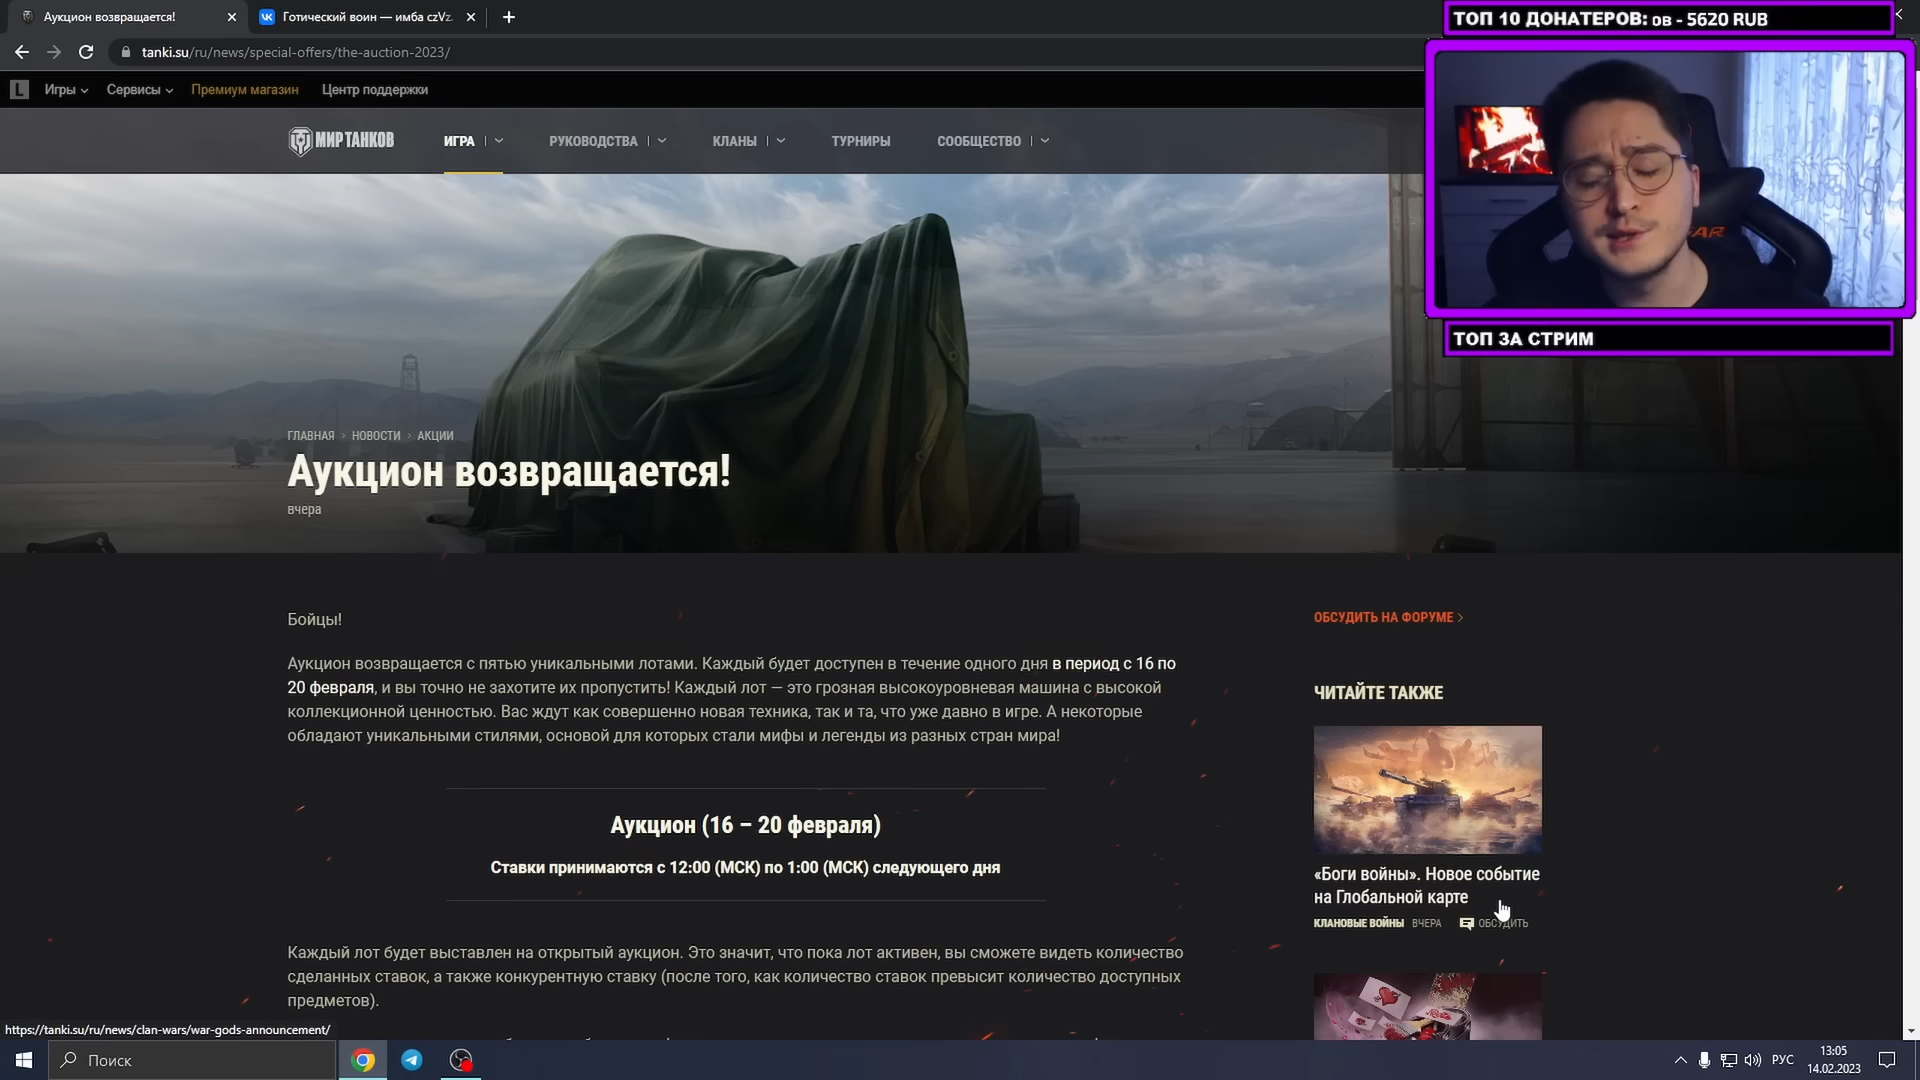 Аукцион возвращается!
Готический воин — имба czVz
tanki.su/ru/news/special-offers/the-auction-2023/
ТОП 10 ДОНАТЕРОВ: ов - 5620 RUB
Игры
Сервисы
Премиум магазин
Центр поддержки
МИР ТАНКОВ
ИГРА
РУКОВОДСТВА
КЛАНЫ
ТУРНИРЫ
СООБЩЕСТВО
ТОП ЗА СТРИМ
ГЛАВНАЯ › НОВОСТИ › АКЦИИ
Аукцион возвращается!
вчера
Бойцы!
Аукцион возвращается с пятью уникальными лотами. Каждый будет доступен в течение одного дня в период с 16 по
20 февраля, и вы точно не захотите их пропустить! Каждый лот — это грозная высокоуровневая машина с высокой
коллекционной ценностью. Вас ждут как совершенно новая техника, так и та, что уже давно в игре. А некоторые
обладают уникальными стилями, основой для которых стали мифы и легенды из разных стран мира!
Аукцион (16 – 20 февраля)
Ставки принимаются с 12:00 (МСК) по 1:00 (МСК) следующего дня
Каждый лот будет выставлен на открытый аукцион. Это значит, что пока лот активен, вы сможете видеть количество
сделанных ставок, а также конкурентную ставку (после того, как количество ставок превысит количество доступных
предметов).
ОБСУДИТЬ НА ФОРУМЕ ›
ЧИТАЙТЕ ТАКЖЕ
«Боги войны». Новое событие
на Глобальной карте
КЛАНОВЫЕ ВОЙНЫ ВЧЕРА ОБСУДИТЬ
https://tanki.su/ru/news/clan-wars/war-gods-announcement/
Поиск
РУС
13:05
14.02.2023